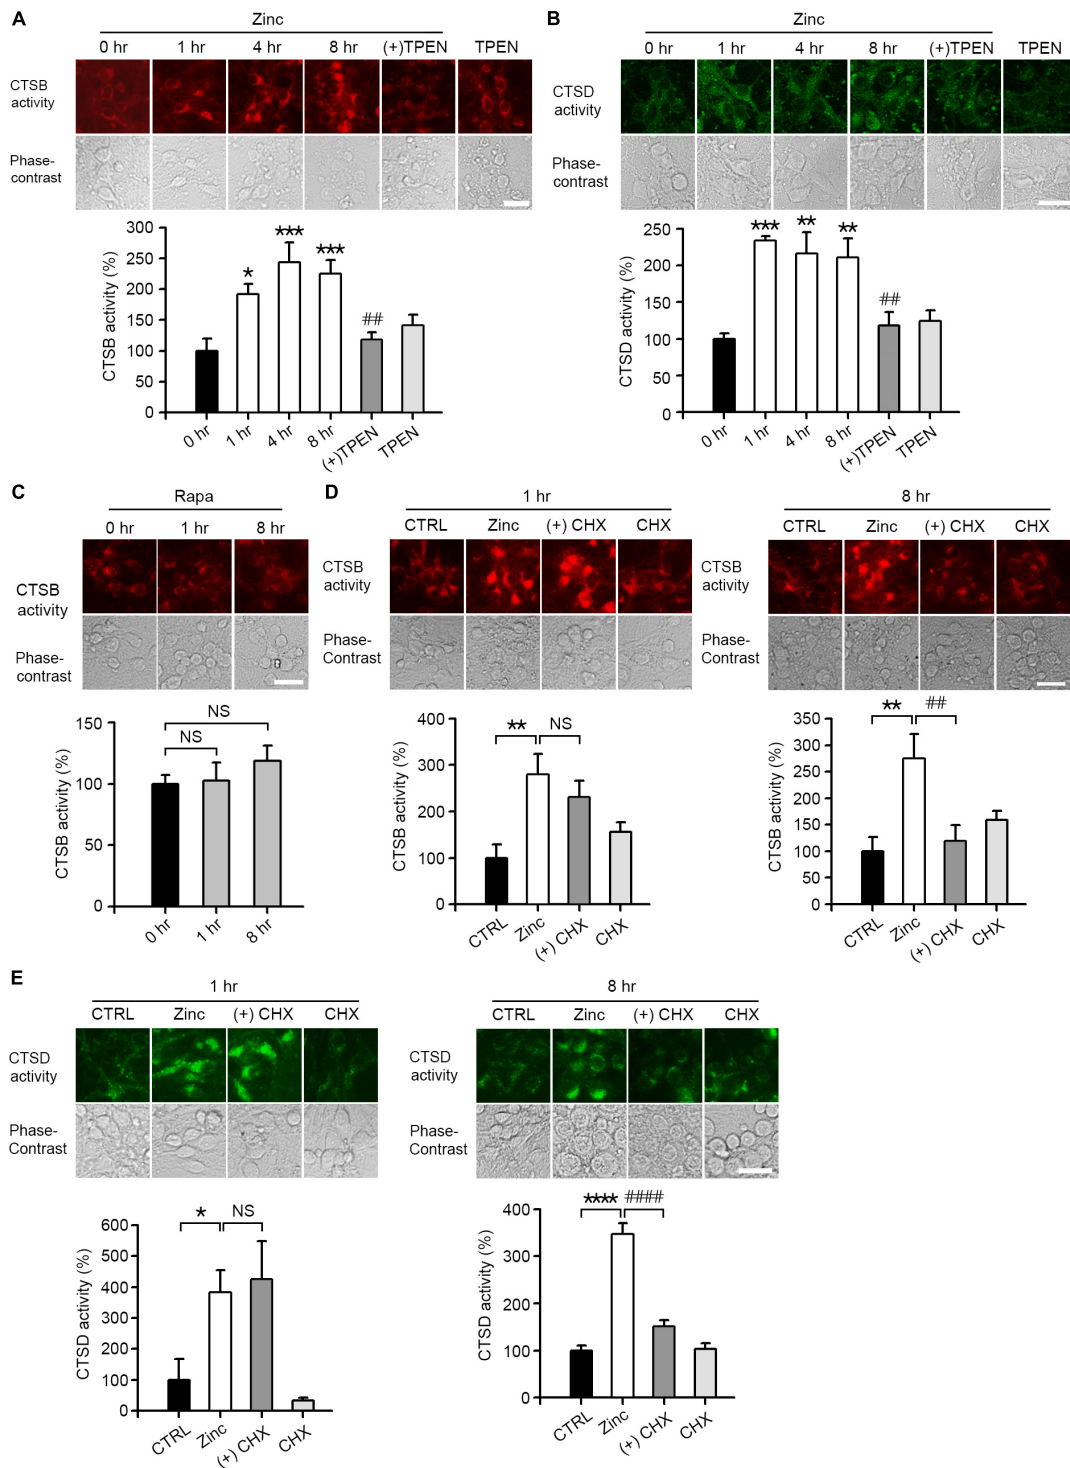 A
Zinc
0 hr 1 hr 4 hr 8 hr (+)TPEN TPEN
CTSB
activity
Phase-
contrast
CTSB activity (%)
300
250
200
150
100
50
0
*
***
***
##
0 hr 1 hr 4 hr 8 hr (+)TPEN TPEN
B
Zinc
0 hr 1 hr 4 hr 8 hr (+)TPEN TPEN
CTSD
activity
Phase-
contrast
CTSD activity (%)
250
200
150
100
50
0
***
**
**
##
0 hr 1 hr 4 hr 8 hr (+)TPEN TPEN
C
Rapa
0 hr 1 hr 8 hr
CTSB
activity
Phase-
contrast
CTSB activity (%)
150
100
50
0
NS
NS
0 hr 1 hr 8 hr
D
1 hr
CTRL Zinc (+) CHX CHX
CTSB
activity
Phase-
Contrast
CTSB activity (%)
400
300
200
100
0
**
NS
CTRL Zinc (+) CHX CHX
8 hr
CTRL Zinc (+) CHX CHX
CTSB
activity
Phase-
Contrast
CTSB activity (%)
350
300
250
200
150
100
50
0
**
##
CTRL Zinc (+) CHX CHX
E
1 hr
CTRL Zinc (+) CHX CHX
CTSD
activity
Phase-
Contrast
CTSD activity (%)
600
500
400
300
200
100
0
*
NS
CTRL Zinc (+) CHX CHX
8 hr
CTRL Zinc (+) CHX CHX
CTSD
activity
Phase-
Contrast
CTSD activity (%)
400
300
200
100
0
****
####
CTRL Zinc (+) CHX CHX